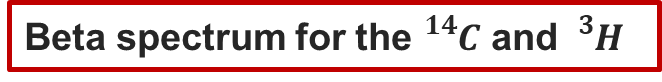 Beta spectrum for the ¹⁴C and ³H